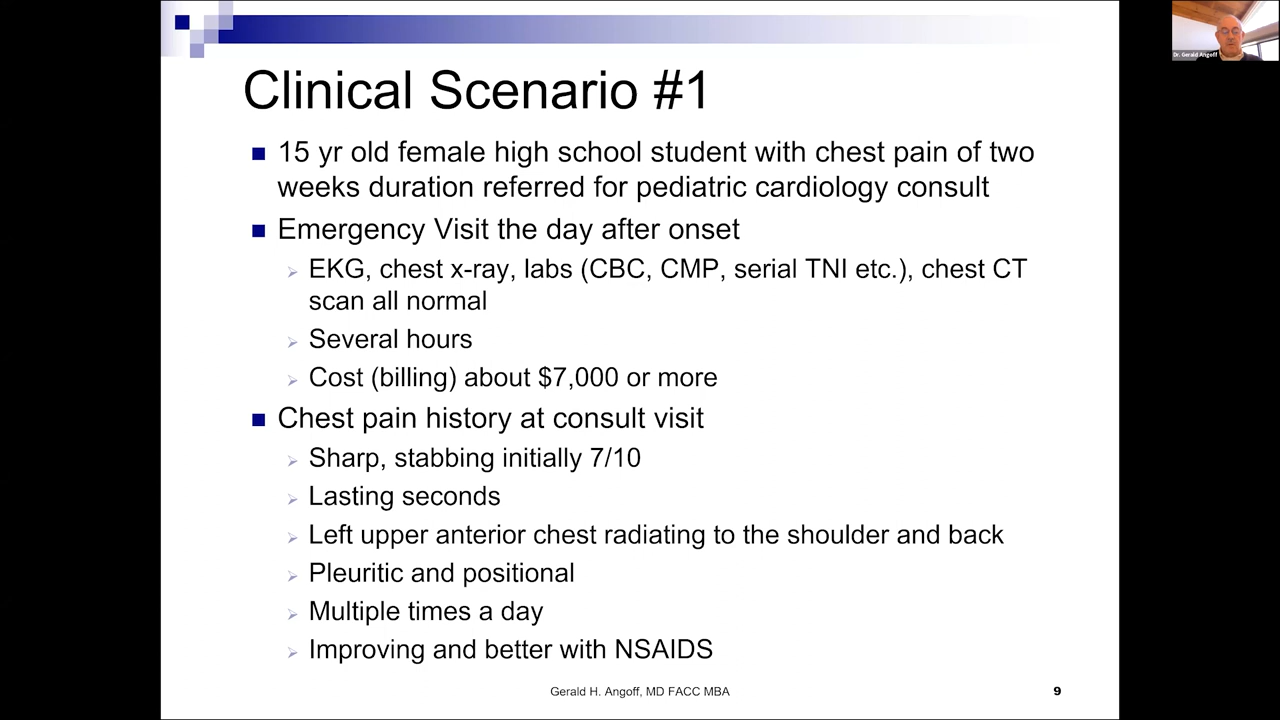 Dr. Gerald Angoff
Clinical Scenario #1
15 yr old female high school student with chest pain of two
weeks duration referred for pediatric cardiology consult
Emergency Visit the day after onset
EKG, chest x-ray, labs (CBC, CMP, serial TNI etc.), chest CT
scan all normal
Several hours
Cost (billing) about $7,000 or more
Chest pain history at consult visit
Sharp, stabbing initially 7/10
Lasting seconds
Left upper anterior chest radiating to the shoulder and back
Pleuritic and positional
Multiple times a day
Improving and better with NSAIDS
Gerald H. Angoff, MD FACC MBA
9